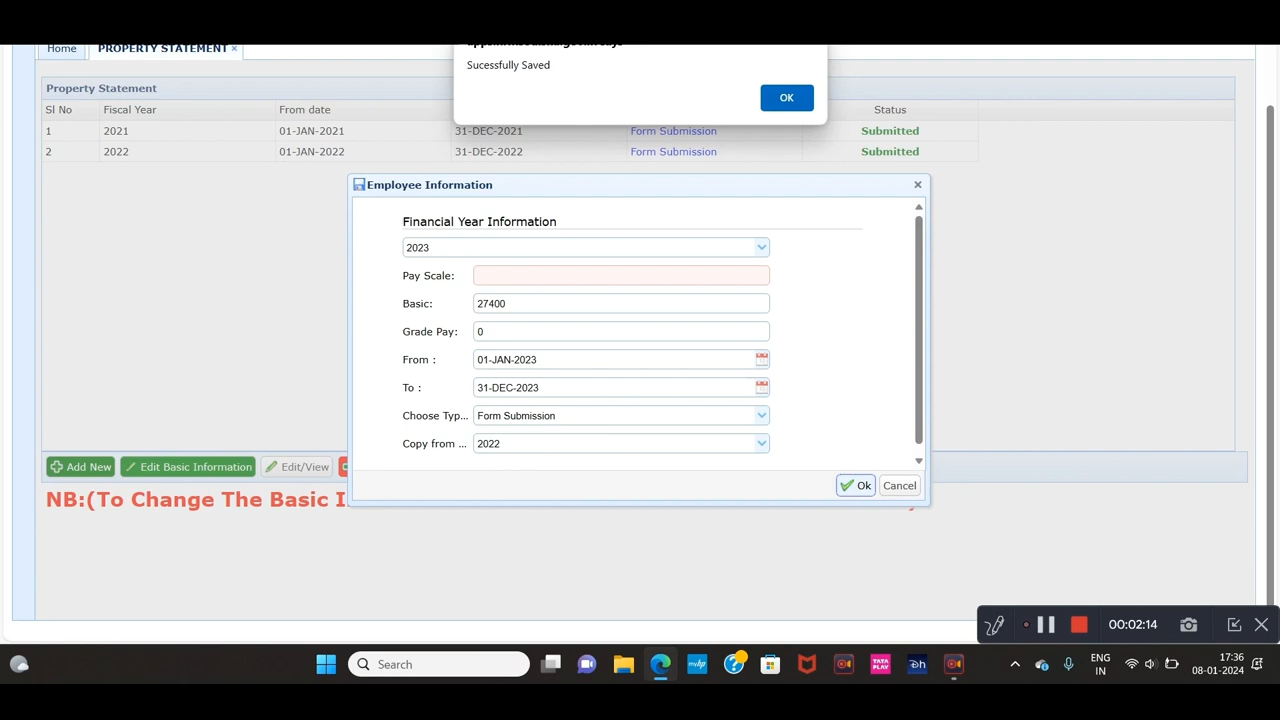 Home
PROPERTY STATEMENT ×
Sucessfully Saved
OK
Property Statement
Sl No Fiscal Year From date Status
1 2021 01-JAN-2021 31-DEC-2021 Form Submission Submitted
2 2022 01-JAN-2022 31-DEC-2022 Form Submission Submitted
Employee Information
Financial Year Information
2023
Pay Scale:
Basic: 27400
Grade Pay: 0
From : 01-JAN-2023
To : 31-DEC-2023
Choose Typ... Form Submission
Copy from ... 2022
Add New Edit Basic Information Edit/View
Ok Cancel
NB:(To Change The Basic I
00:02:14
Search
ENG
IN
17:36
08-01-2024
TATA
PLAY
hp
Dh